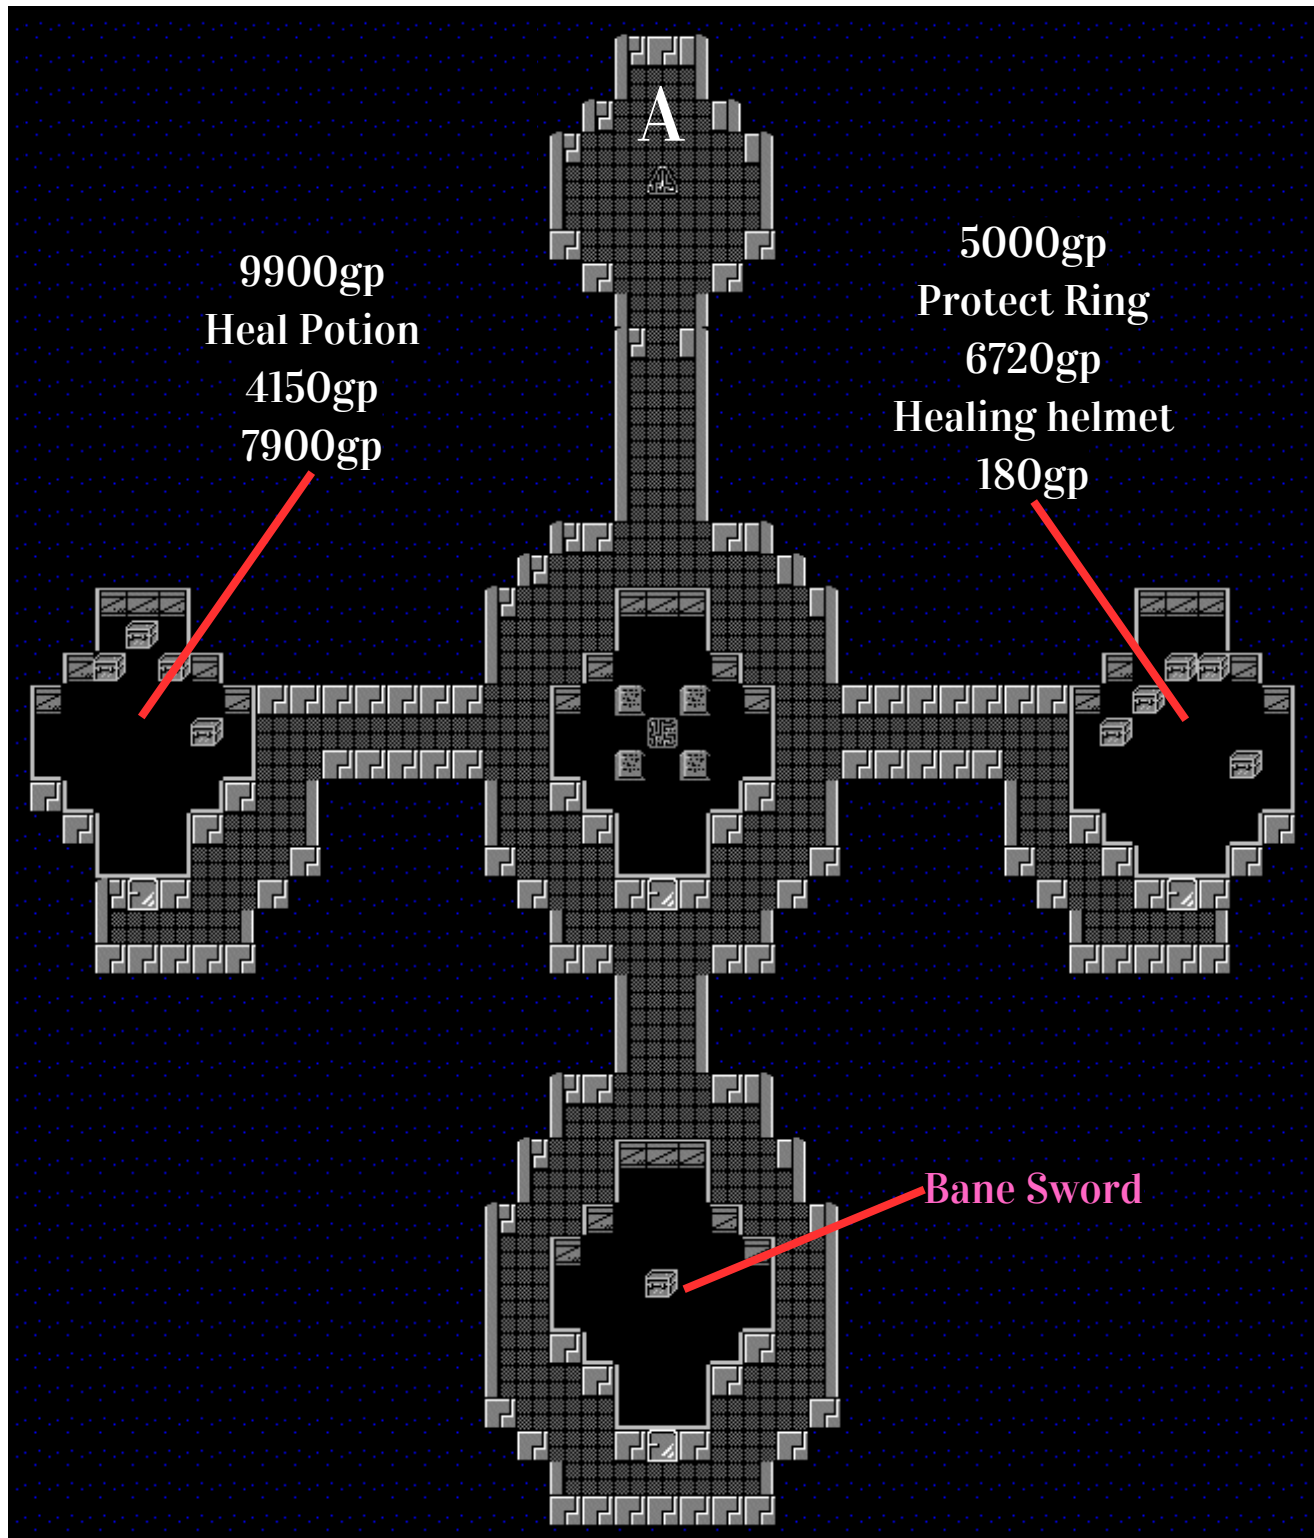 A
9900gp
Heal Potion
4150gp
7900gp
5000gp
Protect Ring
6720gp
Healing helmet
180gp
Bane Sword